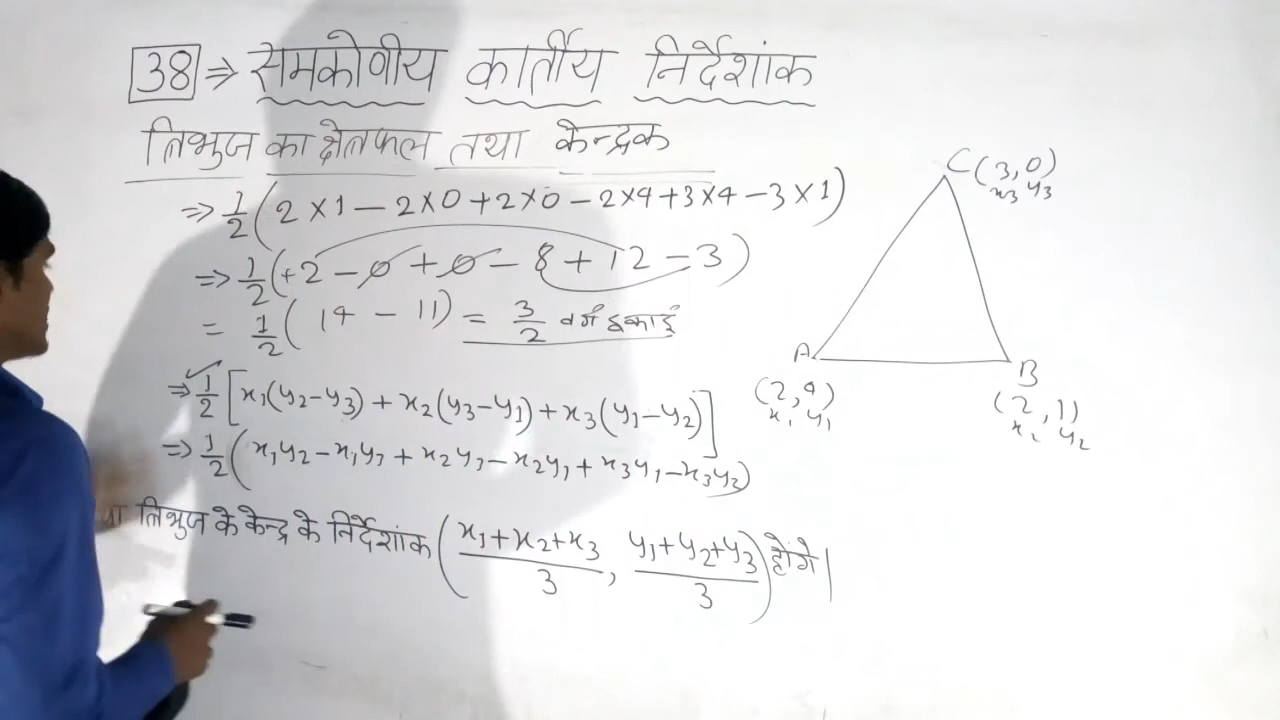 38 ⇒ समकोणीय कार्तीय निर्देशांक
त्रिभुज का क्षेत्रफल तथा केन्द्रक
⇒ 1/2 (2×1 − 2×0 + 2×0 − 2×4 + 3×4 − 3×1)
⇒ 1/2 (+2 − 0 + 0 − 8 + 12 − 3)
= 1/2 (14 − 11) = 3/2 वर्ग इकाई
⇒ 1/2 [x₁(y₂−y₃) + x₂(y₃−y₁) + x₃(y₁−y₂)]
⇒ 1/2 (x₁y₂ − x₁y₃ + x₂y₃ − x₂y₁ + x₃y₁ − x₃y₂)
त्रिभुज के केन्द्र के निर्देशांक ((x₁+x₂+x₃)/3, (y₁+y₂+y₃)/3) होंगे |
C(3,0)
x₃ y₃
A
(2,4)
x₁ y₁
B
(2,1)
x₂ y₂